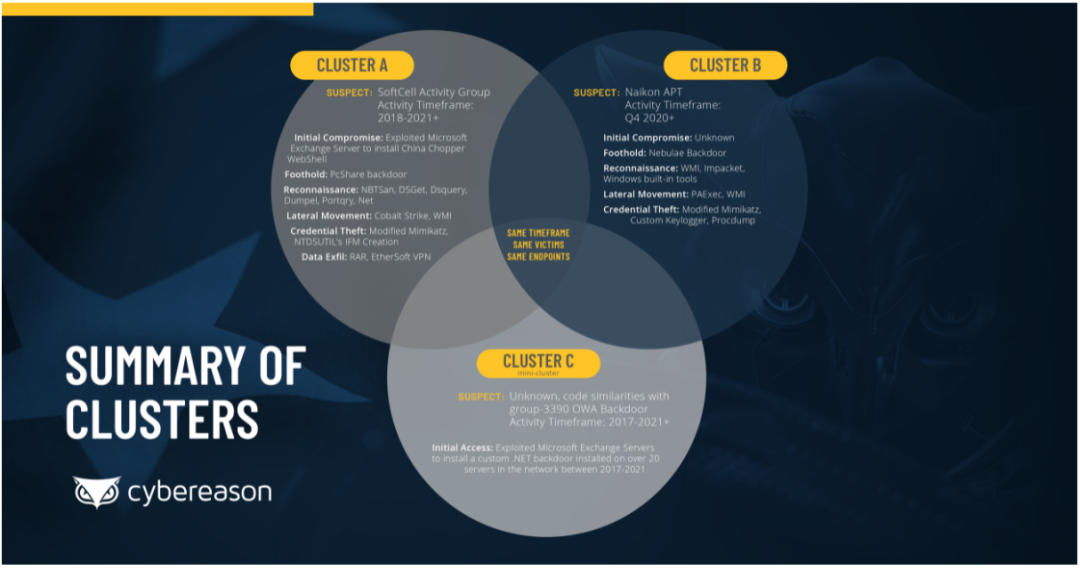 CLUSTER A
SUSPECT: SoftCell Activity Group
Activity Timeframe:
2018-2021+
Initial Compromise: Exploited Microsoft
Exchange Server to install China Chopper
WebShell
Foothold: PcShare backdoor
Reconnaissance: NBTSan, DSGet, Dsquery,
Dumpel, Portqry, Net
Lateral Movement: Cobalt Strike, WMI
Credential Theft: Modified Mimikatz,
NTDSUTIL's IFM Creation
Data Exfil: RAR, EtherSoft VPN
CLUSTER B
SUSPECT: Naikon APT
Activity Timeframe:
Q4 2020+
Initial Compromise: Unknown
Foothold: Nebulae Backdoor
Reconnaissance: WMI, Impacket,
Windows built-in tools
Lateral Movement: PAExec, WMI
Credential Theft: Modified Mimikatz,
Custom Keylogger, Procdump
SAME TIMEFRAME
SAME VICTIMS
SAME ENDPOINTS
CLUSTER C
mini-cluster
SUSPECT: Unknown, code similarities with
group-3390 OWA Backdoor
Activity Timeframe: 2017-2021+
Initial Access: Exploited Microsoft Exchange Servers
to install a custom .NET backdoor installed on over 20
servers in the network between 2017-2021
SUMMARY OF
CLUSTERS
cybereason